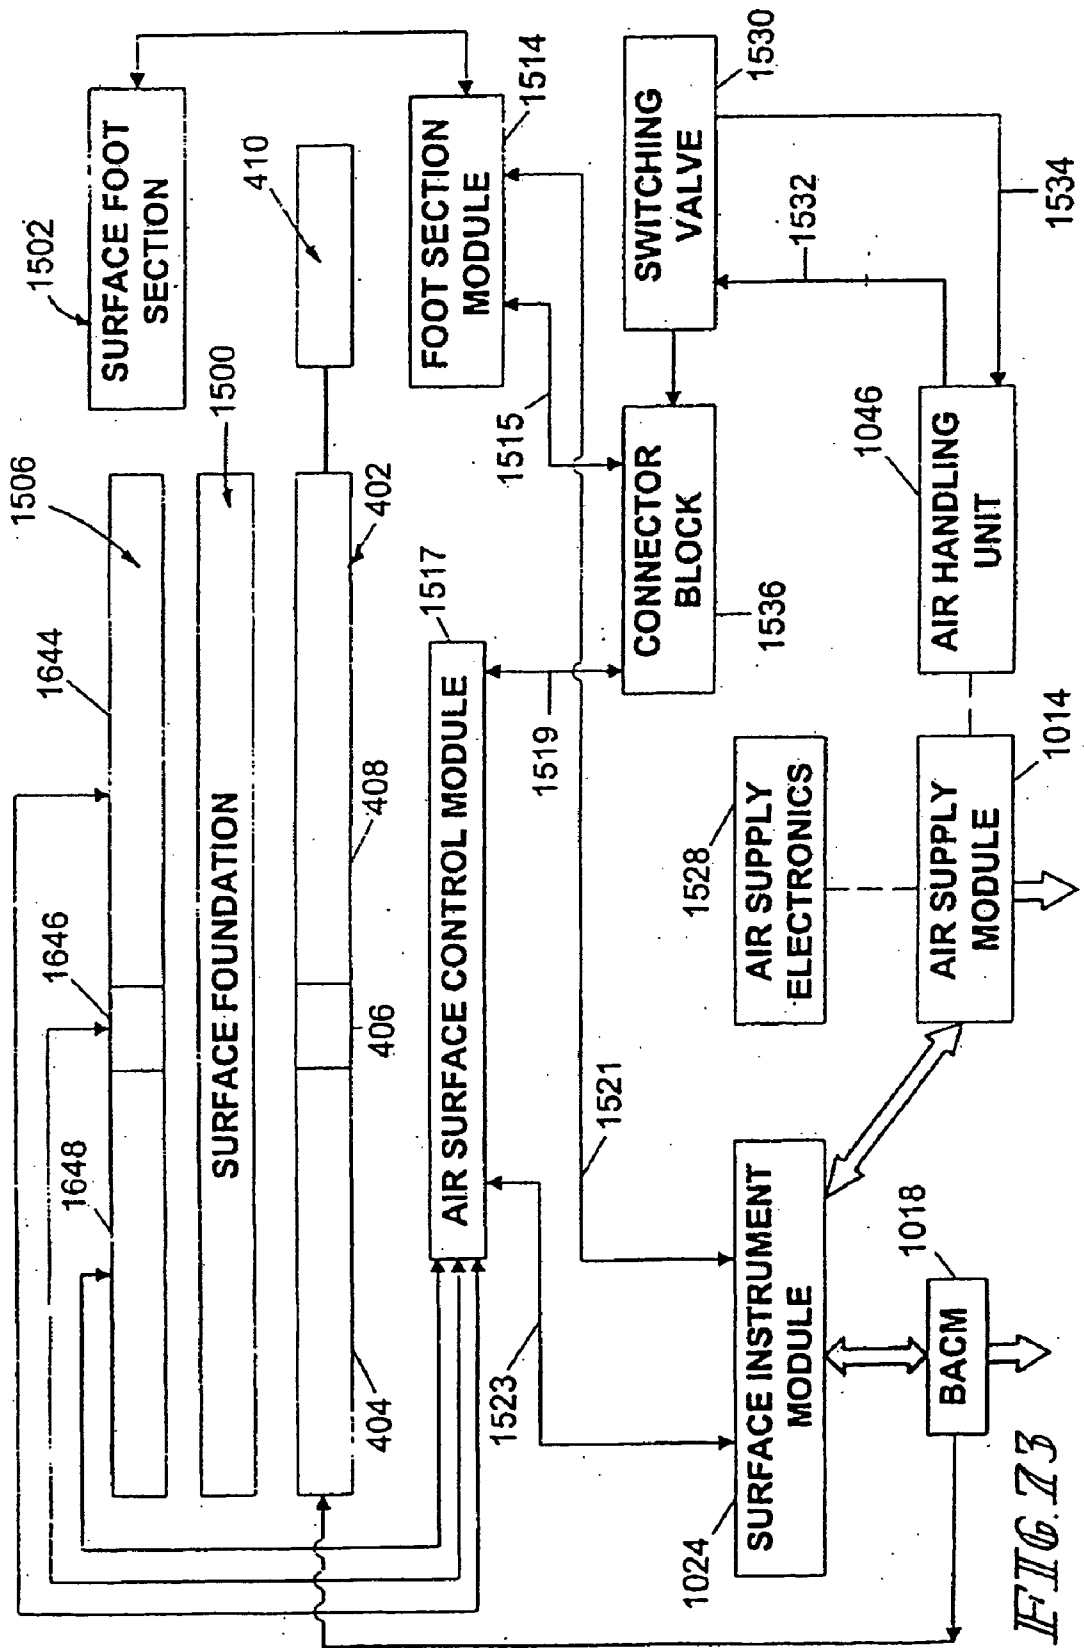 1502
SURFACE FOOT
SECTION
1506
1500
1644
1646
1648
SURFACE FOUNDATION
410
402
408
406
404
1517
AIR SURFACE CONTROL MODULE
FOOT SECTION
MODULE
1514
1515
1519
1521
1523
SWITCHING
VALVE
1530
CONNECTOR
BLOCK
1536
1532
1534
1528
AIR SUPPLY
ELECTRONICS
1046
AIR HANDLING
UNIT
AIR SUPPLY
MODULE
1014
1024
SURFACE INSTRUMENT
MODULE
1018
BACM
FIG. 73